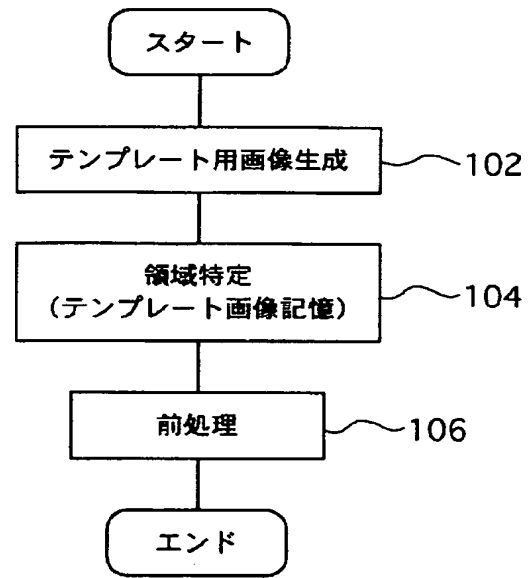 スタート
テンプレート用画像生成
102
領域特定
(テンプレート画像記憶)
104
前処理
106
エンド